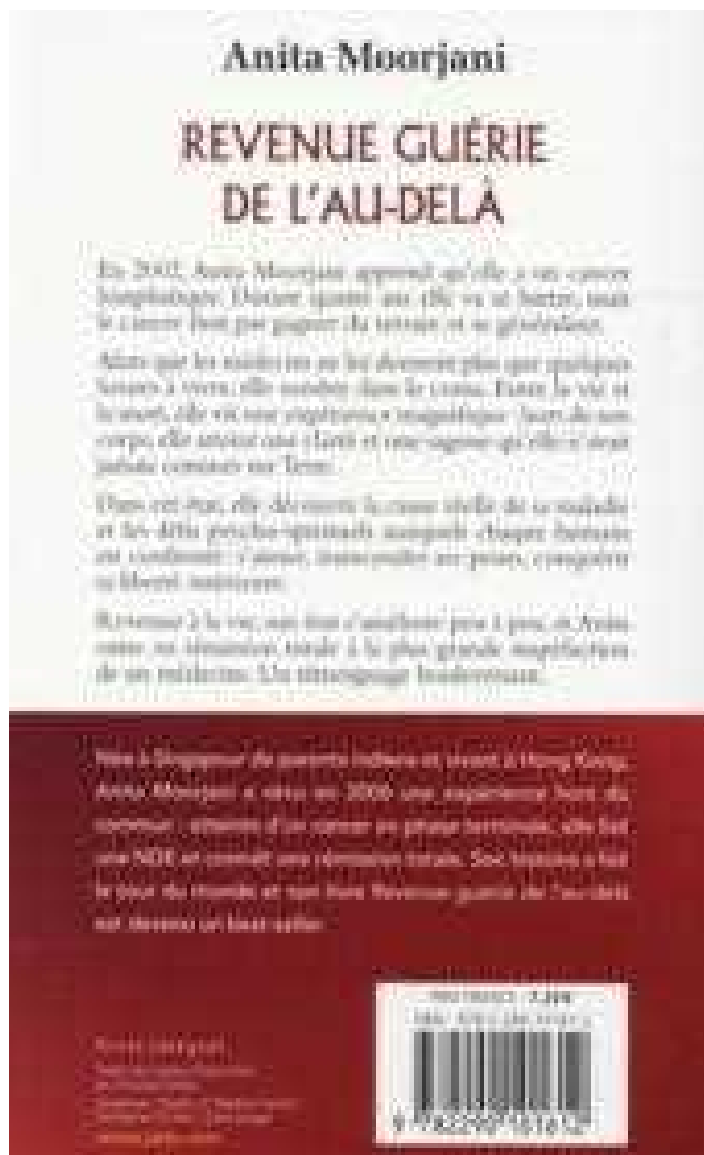 Anita Moorjani
REVENUE GUÉRIE
DE L'AU-DELÀ
En 2002, Anita Moorjani apprend qu'elle a un cancer
lymphatique. Durant quatre ans elle va se battre, mais
le cancer finit par gagner du terrain et se généraliser.
Alors que les médecins ne lui donnent plus que quelques
heures à vivre, elle sombre dans le coma. Entre la vie et
la mort, elle vit une expérience magnifique : hors de son
corps, elle atteint une clarté et une sagesse qu'elle n'avait
jamais connues sur Terre.
Dans cet état, elle découvre la cause réelle de sa maladie
et les défis psycho-spirituels auxquels chaque humain
est confronté : s'aimer, transcender ses peurs, conquérir
sa liberté intérieure.
Revenue à la vie, son état s'améliore peu à peu, et Anita
entre en rémission totale à la plus grande stupéfaction
de ses médecins. Un témoignage bouleversant.
Née à Singapour de parents indiens et vivant à Hong Kong,
Anita Moorjani a vécu en 2006 une expérience hors du
commun : atteinte d'un cancer en phase terminale, elle fait
une NDE et connaît une rémission totale. Son histoire a fait
le tour du monde et son livre Revenue guérie de l'au-delà
est devenu un best-seller.
Texte intégral